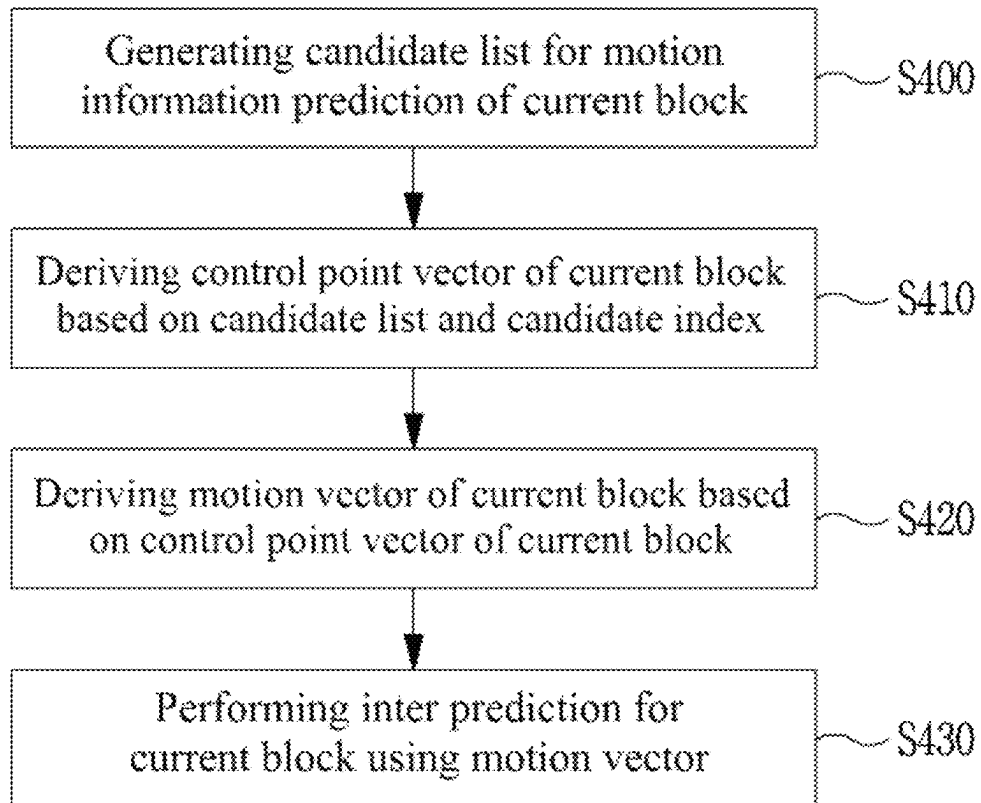 Generating candidate list for motion
information prediction of current block
S400
Deriving control point vector of current block
based on candidate list and candidate index
S410
Deriving motion vector of current block based
on control point vector of current block
S420
Performing inter prediction for
current block using motion vector
S430